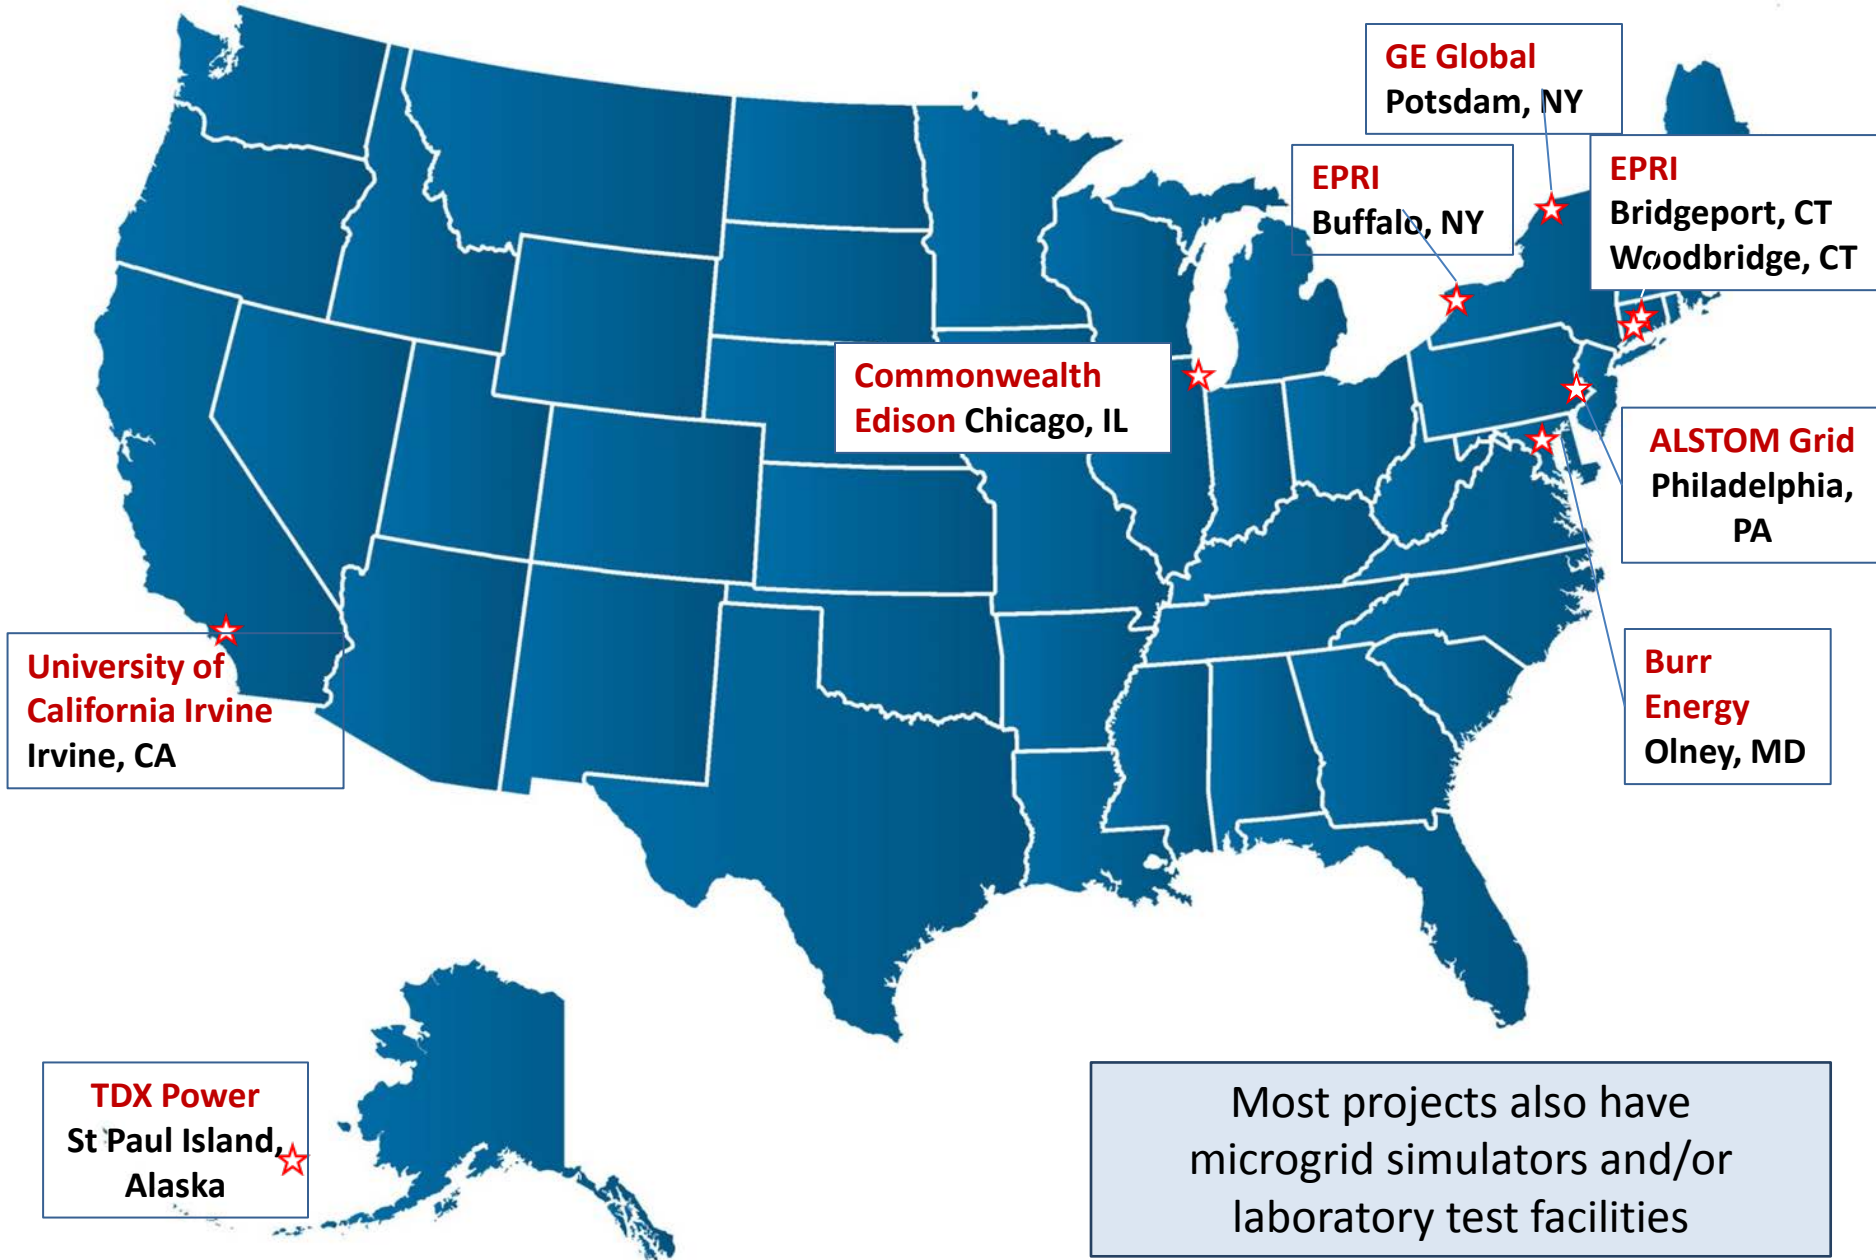 GE Global
Potsdam, NY
EPRI
Buffalo, NY
EPRI
Bridgeport, CT
Woodbridge, CT
Commonwealth
Edison Chicago, IL
ALSTOM Grid
Philadelphia,
PA
University of
California Irvine
Irvine, CA
Burr
Energy
Olney, MD
TDX Power
St Paul Island,
Alaska
Most projects also have
microgrid simulators and/or
laboratory test facilities